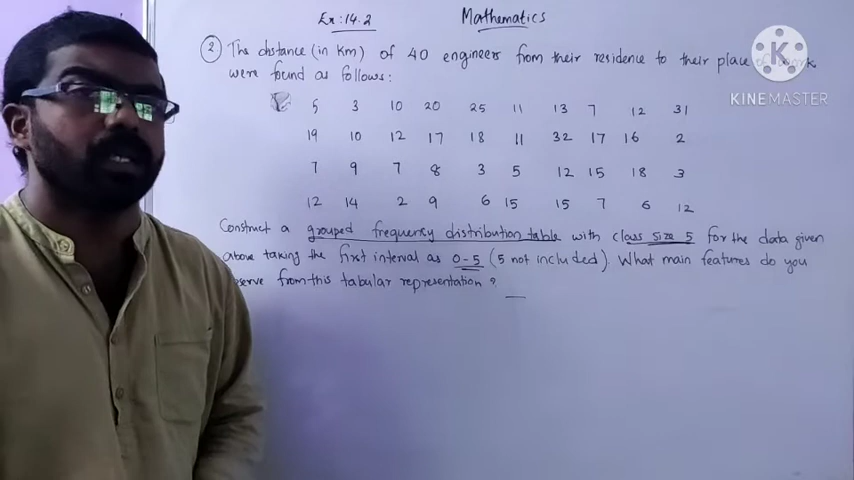 Ex: 14.2 Mathematics
② The distance (in km) of 40 engineers from their residence to their place of work
were found as follows:
5 3 10 20 25 11 13 7 12 31
19 10 12 17 18 11 32 17 16 2
7 9 7 8 3 5 12 15 18 3
12 14 2 9 6 15 15 7 6 12
Construct a grouped frequency distribution table with class size 5 for the data given
above taking the first interval as 0-5 (5 not included). What main features do you
from this tabular representation?
K
KINEMASTER